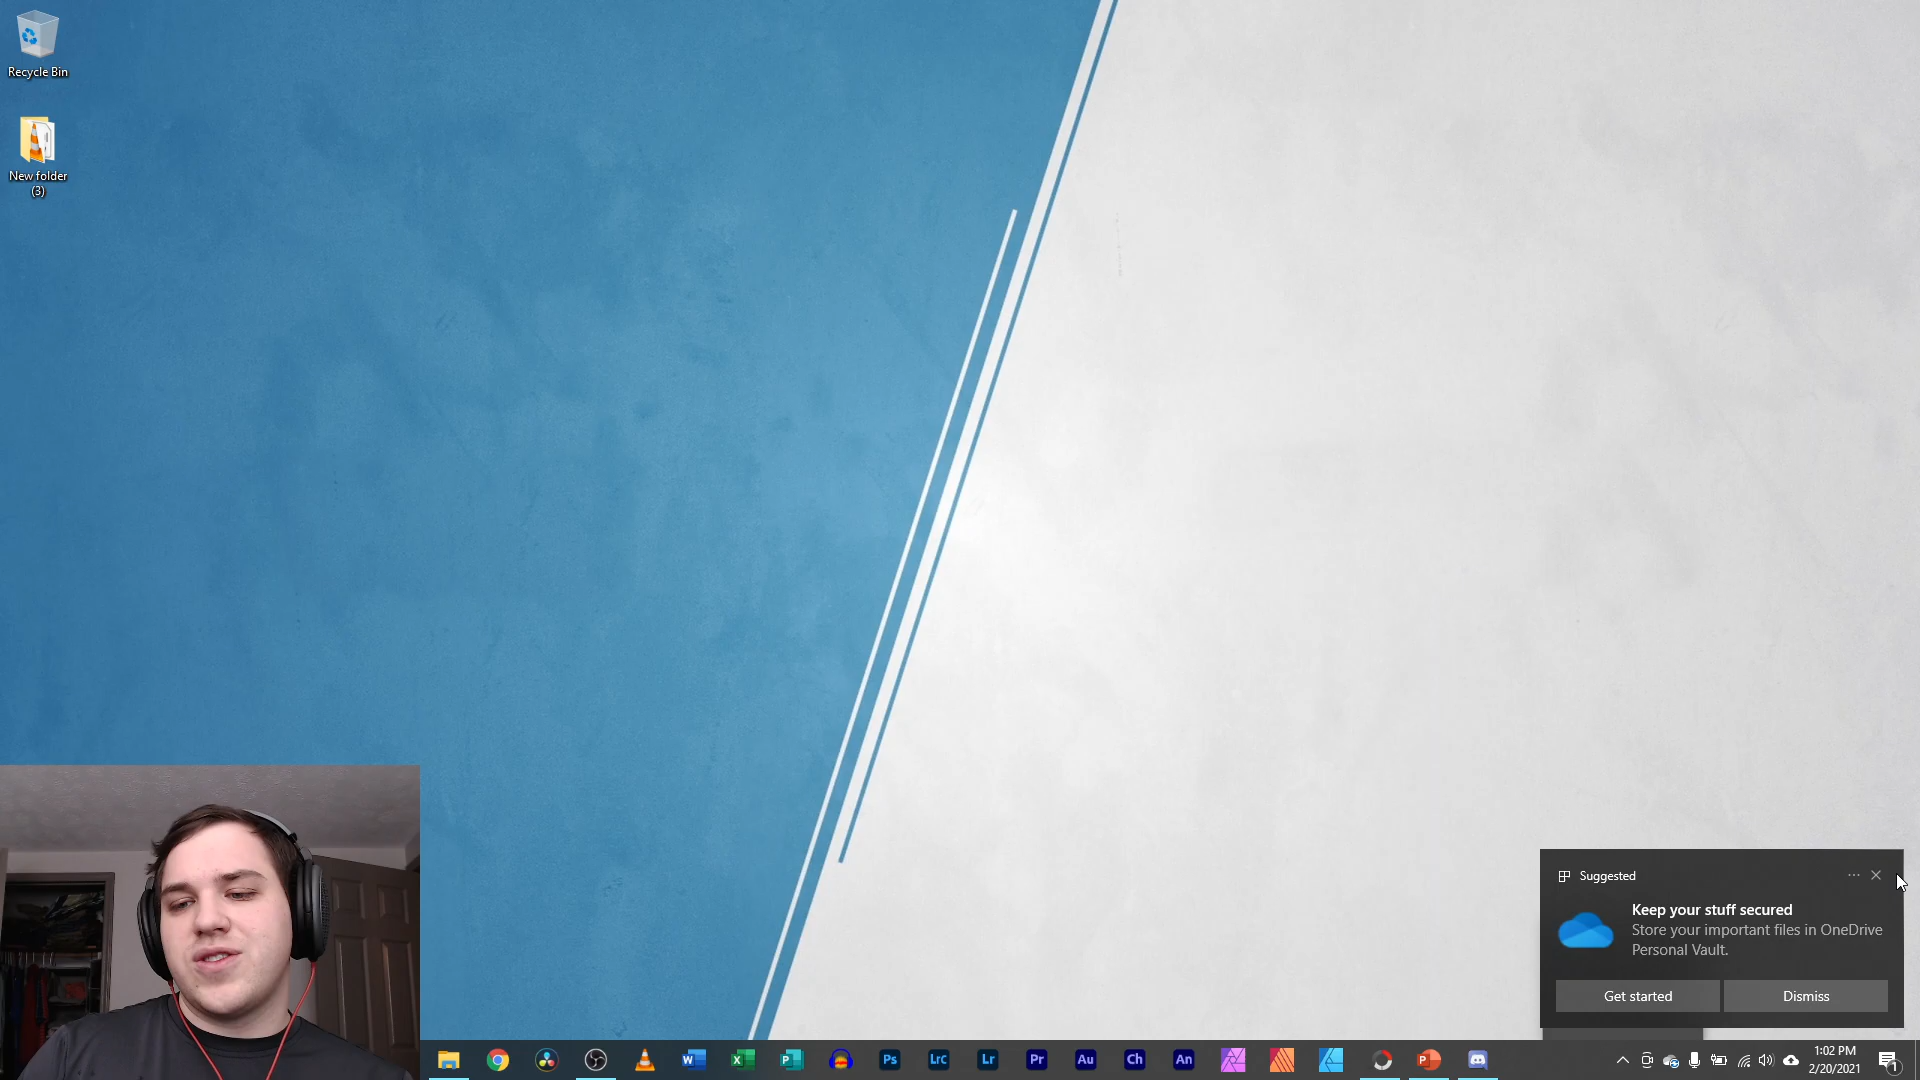 Recycle Bin
New folder
(3)
Suggested
Keep your stuff secured
Store your important files in OneDrive
Personal Vault.
Get started
Dismiss
W
X
P
Ps
Lrc
Lr
Pr
Au
Ch
An
P
1:02 PM
2/20/2021
1